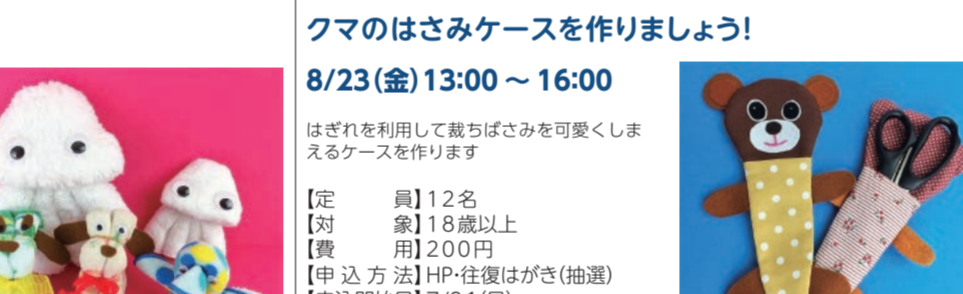 クマのはさみケースを作りましょう!
8/23(金)13:00 ～ 16:00
はぎれを利用して裁ちばさみを可愛くしま
えるケースを作ります
【定　　　員】12名
【対　　　象】18歳以上
【費　　　用】200円
【申 込 方 法】HP・往復はがき(抽選)